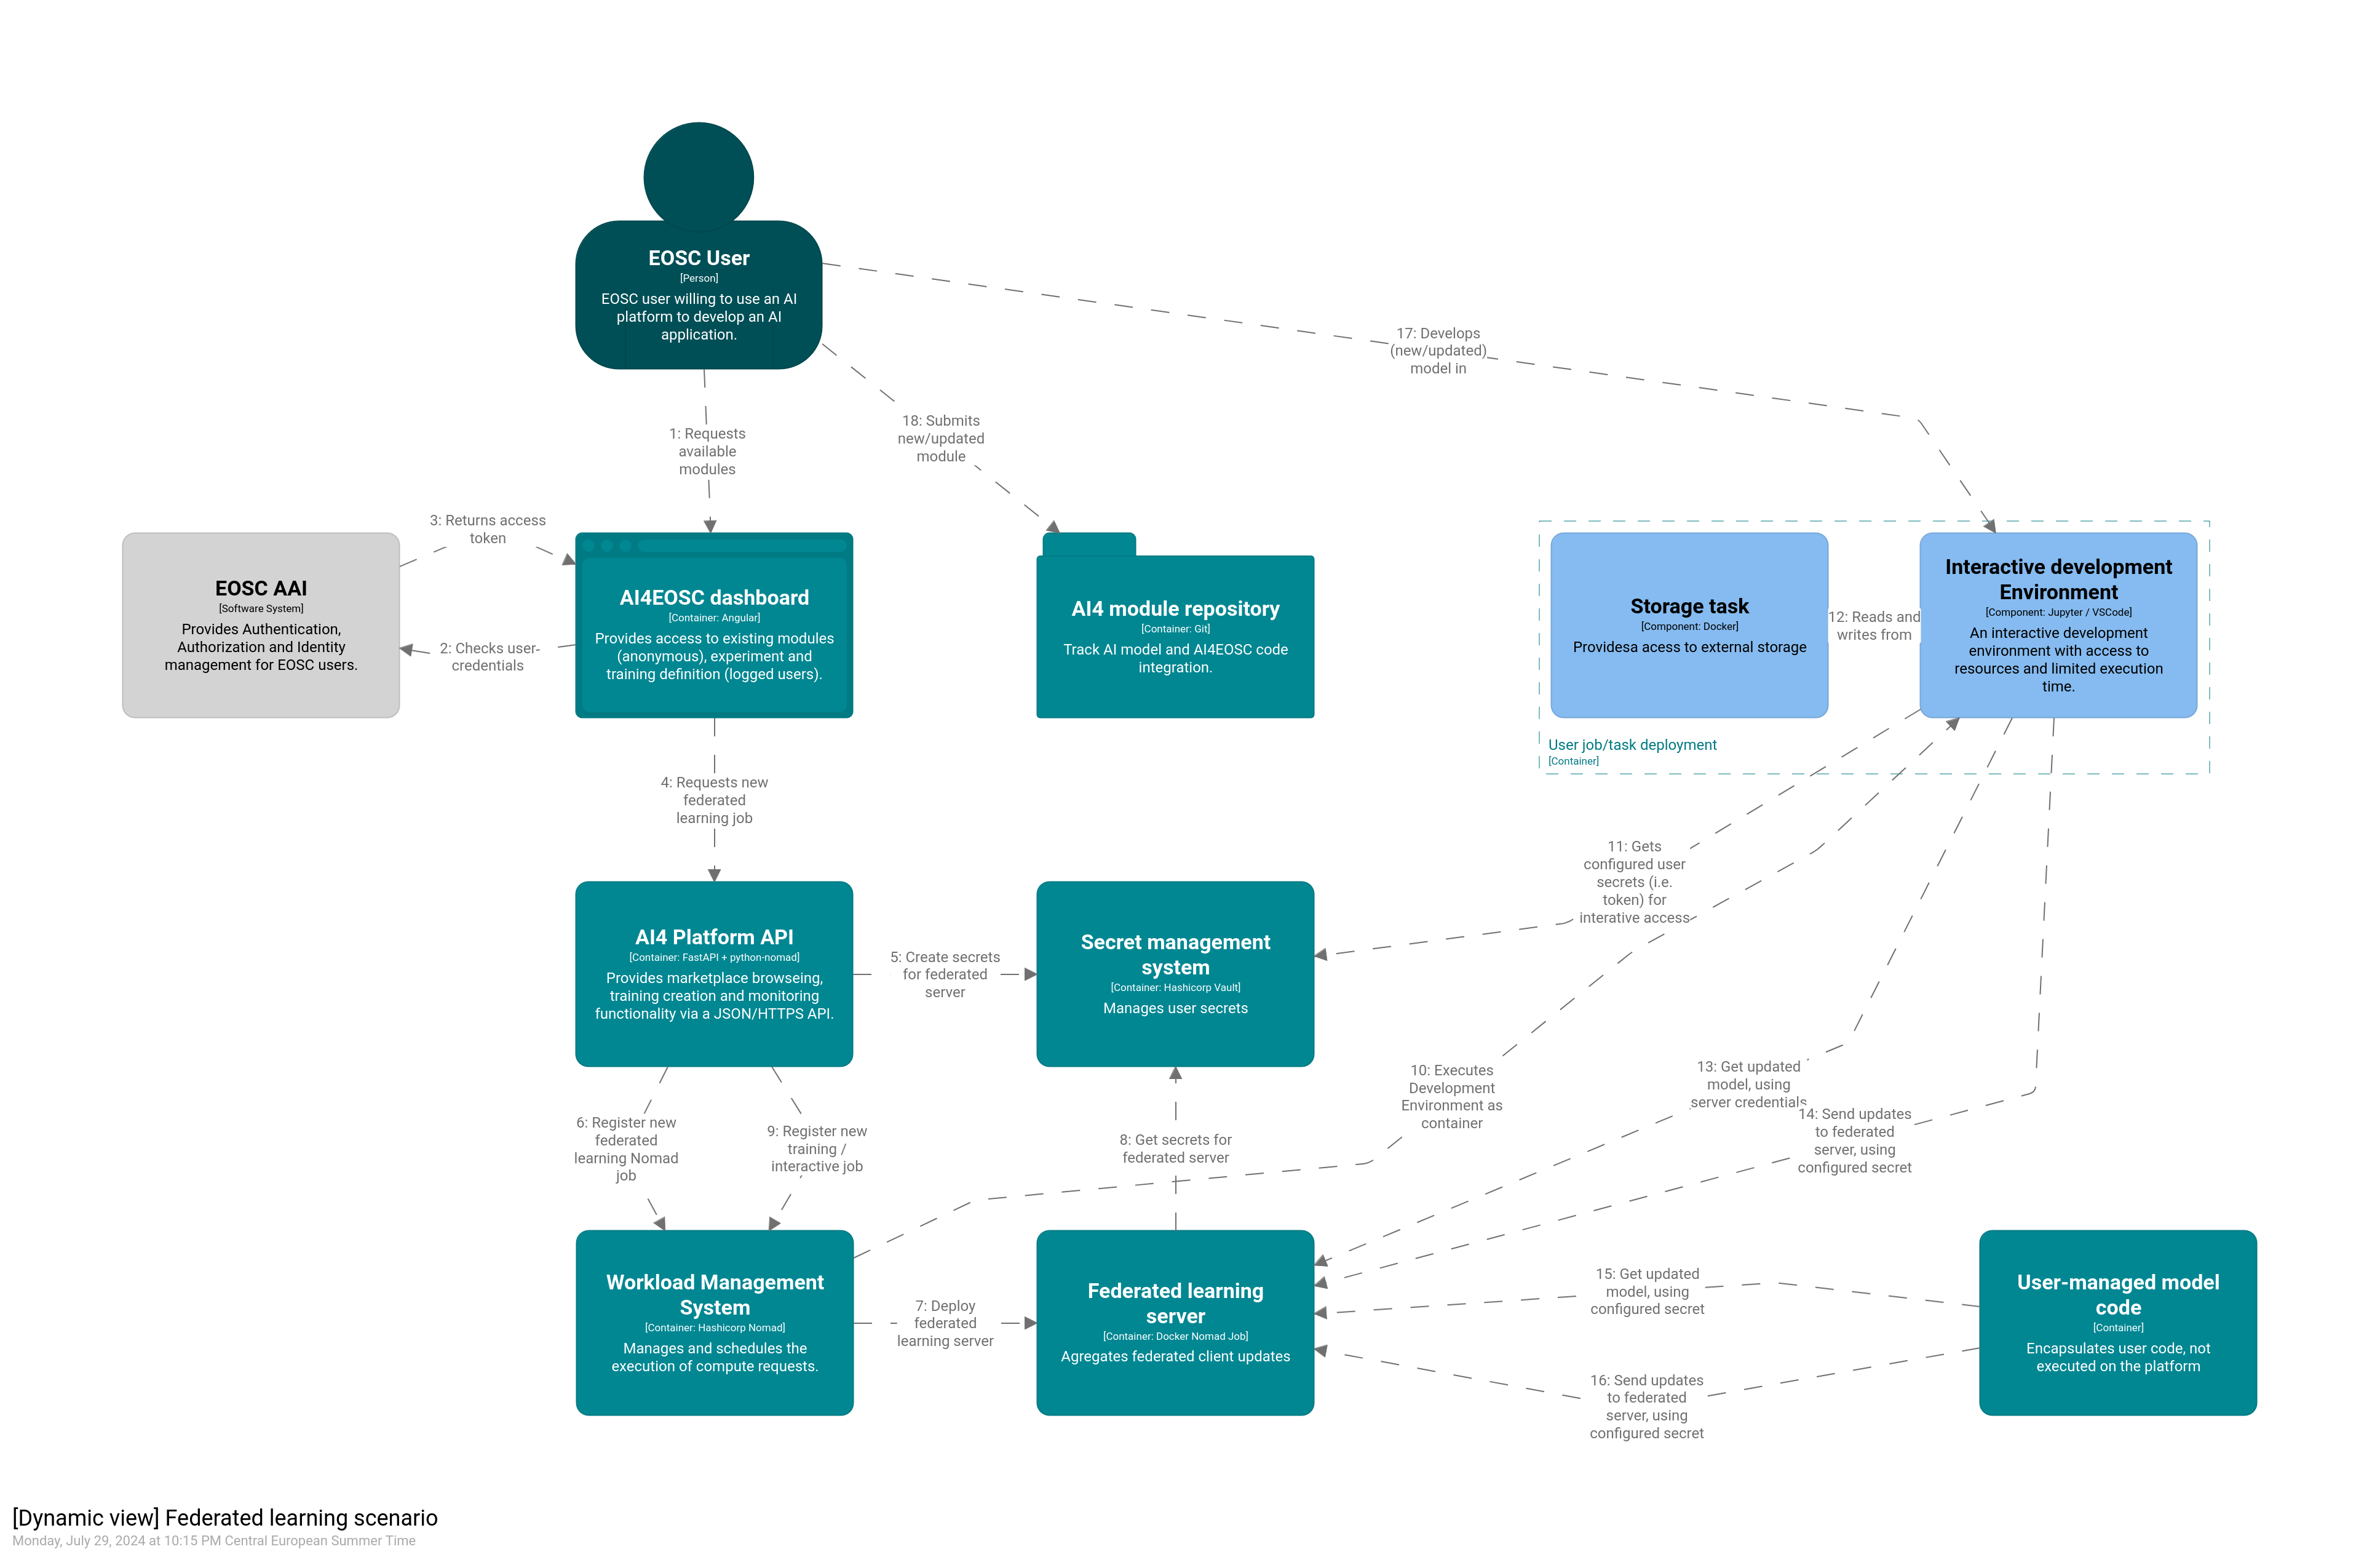 EOSC User
[Person]
EOSC user willing to use an AI
platform to develop an AI
application.
17: Develops
(new/updated)
model in
18: Submits
new/updated
module
1: Requests
available
modules
3: Returns access
token
2: Checks user-
credentials
EOSC AAI
[Software System]
Provides Authentication,
Authorization and Identity
management for EOSC users.
AI4EOSC dashboard
[Container: Angular]
Provides access to existing modules
(anonymous), experiment and
training definition (logged users).
AI4 module repository
[Container: Git]
Track AI model and AI4EOSC code
integration.
Storage task
[Component: Docker]
Providesa acess to external storage
12: Reads and
writes from
Interactive development
Environment
[Component: Jupyter / VSCode]
An interactive development
environment with access to
resources and limited execution
time.
User job/task deployment
[Container]
4: Requests new
federated
learning job
11: Gets
configured user
secrets (i.e.
token) for
interative access
AI4 Platform API
[Container: FastAPI + python-nomad]
Provides marketplace browseing,
training creation and monitoring
functionality via a JSON/HTTPS API.
5: Create secrets
for federated
server
Secret management
system
[Container: Hashicorp Vault]
Manages user secrets
10: Executes
Development
Environment as
container
13: Get updated
model, using
server credentials
14: Send updates
to federated
server, using
configured secret
6: Register new
federated
learning Nomad
job
9: Register new
training /
interactive job
8: Get secrets for
federated server
Workload Management
System
[Container: Hashicorp Nomad]
Manages and schedules the
execution of compute requests.
7: Deploy
federated
learning server
Federated learning
server
[Container: Docker Nomad Job]
Agregates federated client updates
15: Get updated
model, using
configured secret
16: Send updates
to federated
server, using
configured secret
User-managed model
code
[Container]
Encapsulates user code, not
executed on the platform
[Dynamic view] Federated learning scenario
Monday, July 29, 2024 at 10:15 PM Central European Summer Time